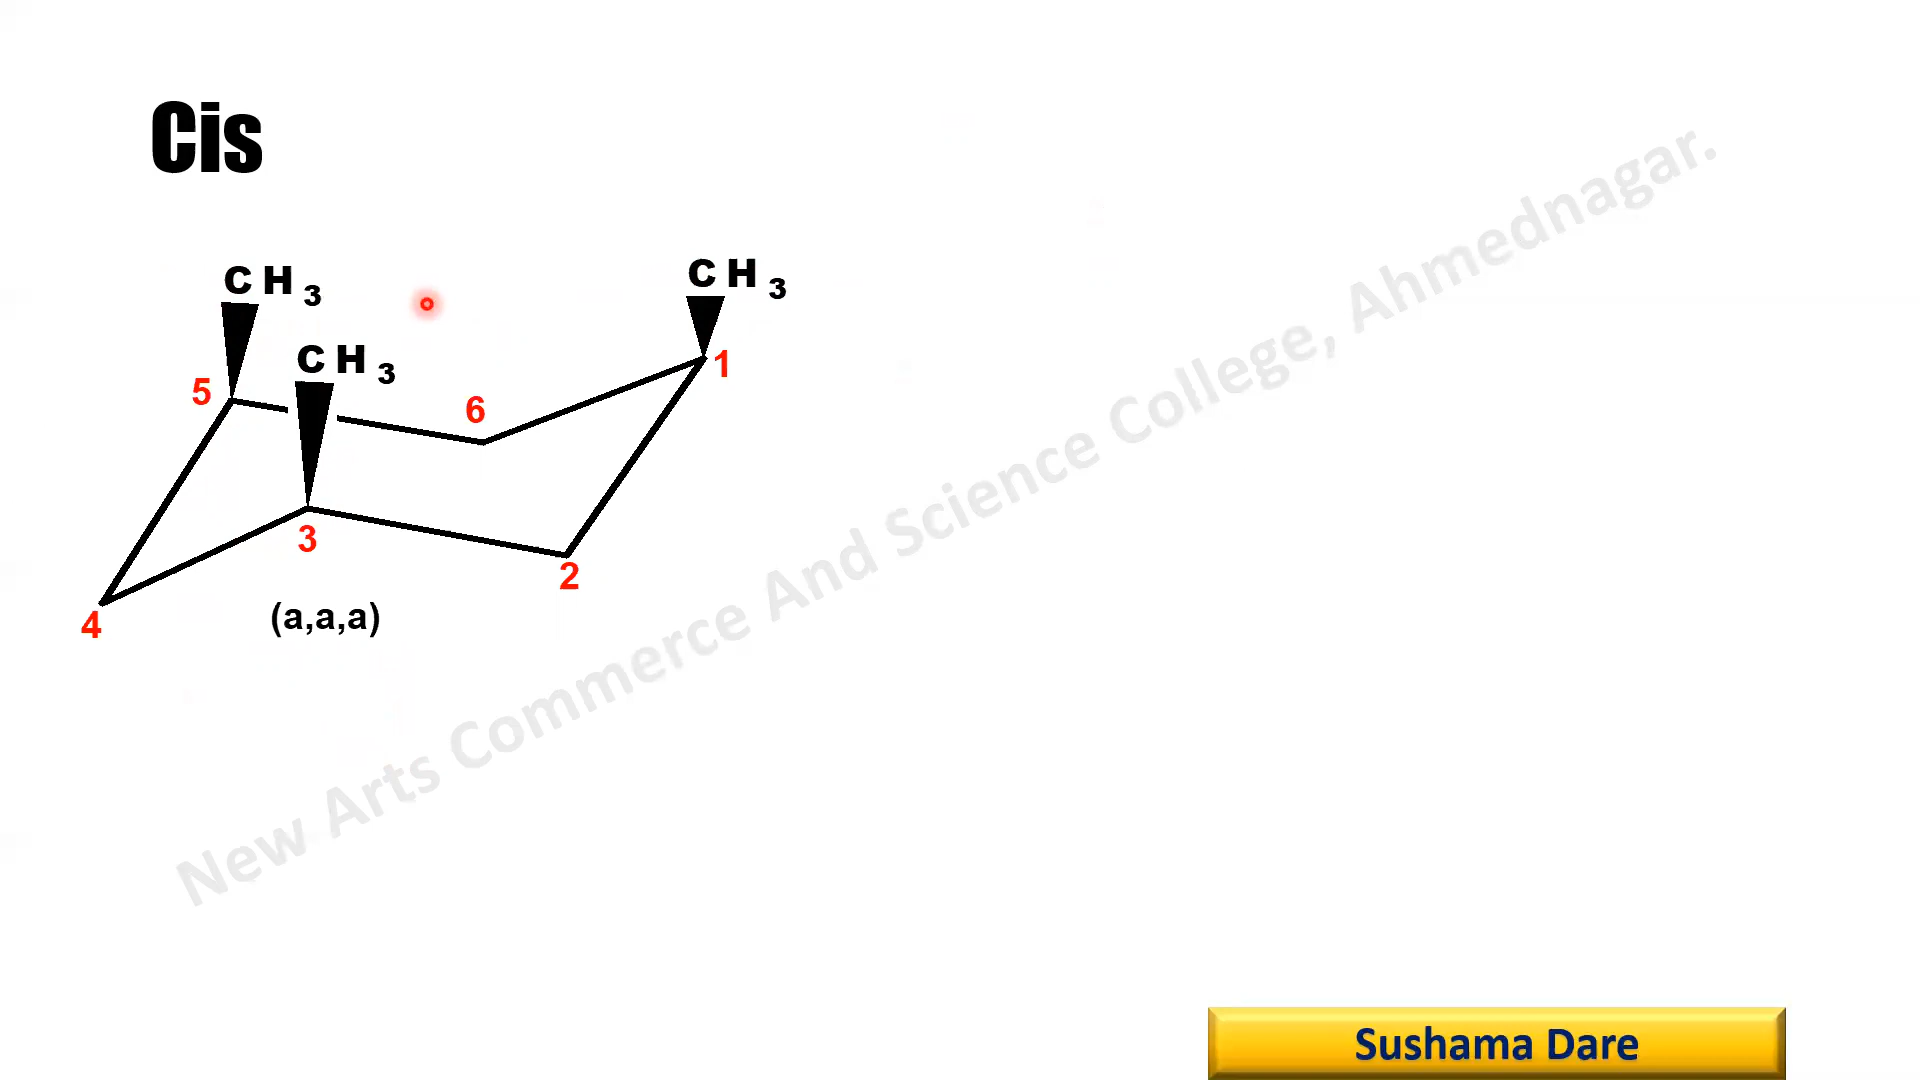 Cis
CH3
CH3
CH3
5
1
6
3
2
4
(a,a,a)
New Arts Commerce And Science College, Ahmednagar.
Sushama Dare